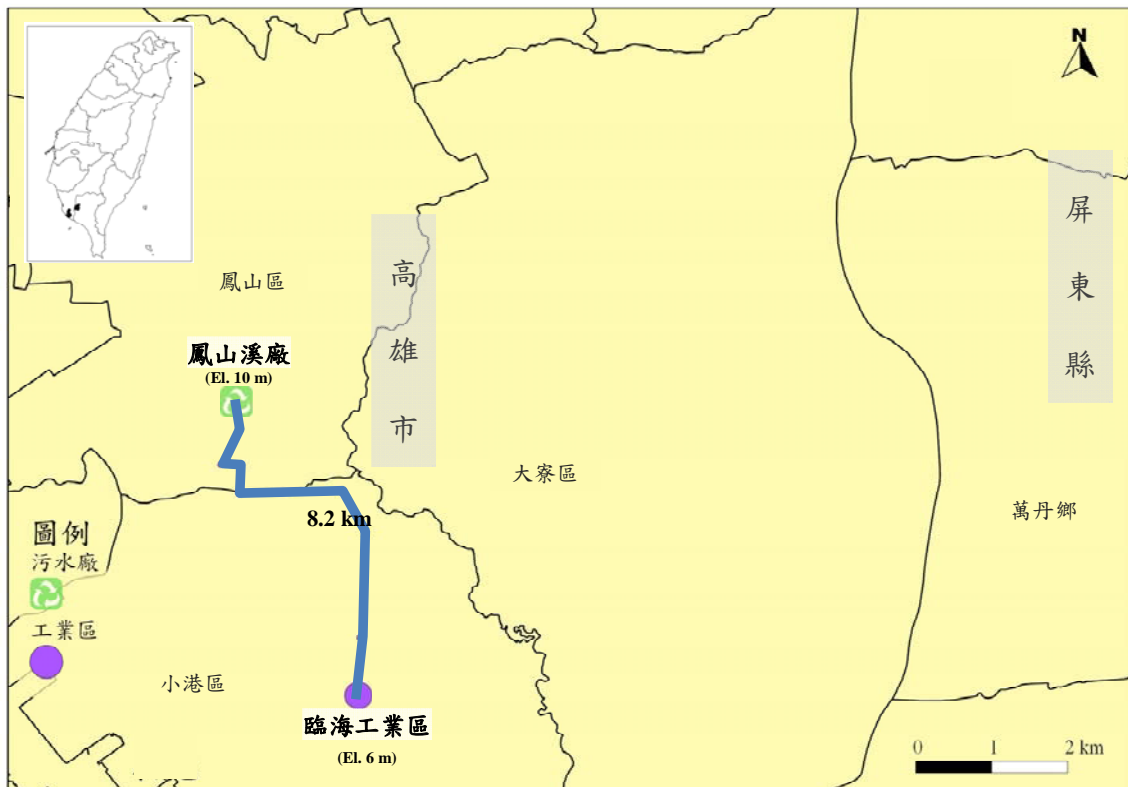 N
屏東縣
高雄市
鳳山區
鳳山溪廠
(El. 10 m)
大寮區
萬丹鄉
8.2 km
圖例
污水廠
工業區
小港區
臨海工業區
(El. 6 m)
0 1 2 km